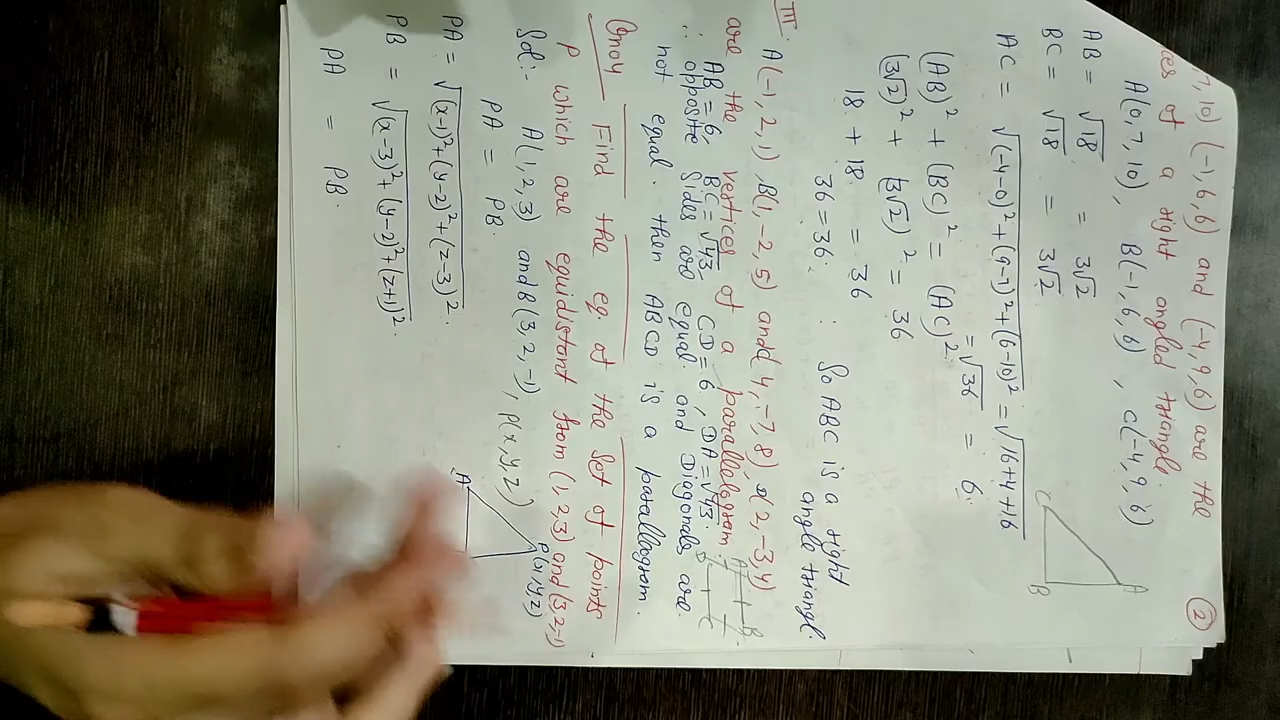 7, 10) (-1, 6, 6) and (-4, 9, 6) are the
ces of a right angled triangle.
②
A(0, 7, 10), B(-1, 6, 6), C(-4, 9, 6)
AB = √18 = 3√2
BC = √18 = 3√2
AC = √(-4-0)²+(9-7)²+(6-10)² = √16+4+16
=√36 = 6.
(AB)² + (BC)² = (AC)²
(3√2)² + (3√2)² = 36
18 + 18 = 36
36 = 36. So ABC is a right
angle triangl.
A
B
C
III. A(-1, 2, 1), B(1, -2, 5) and (4, -7, 8), D(2, -3, 4)
are the vertices of a parallelogram.
A B
D C
AB = 6, BC = √43 CD = 6, DA = √43.
∴ opposite sides are equal and Diagonals are
not equal. then ABCD is a parallogram.
Find the eq of the set of points
P which are equidistant from (1, 2, 3) and (3, 2, -1)
Sol:- A(1, 2, 3) and B(3, 2, -1), P(x, y, z)
P(x, y, z)
A
PA = PB.
PA = √(x-1)²+(y-2)²+(z-3)².
PB = √(x-3)²+(y-2)²+(z+1)².
PA = PB.